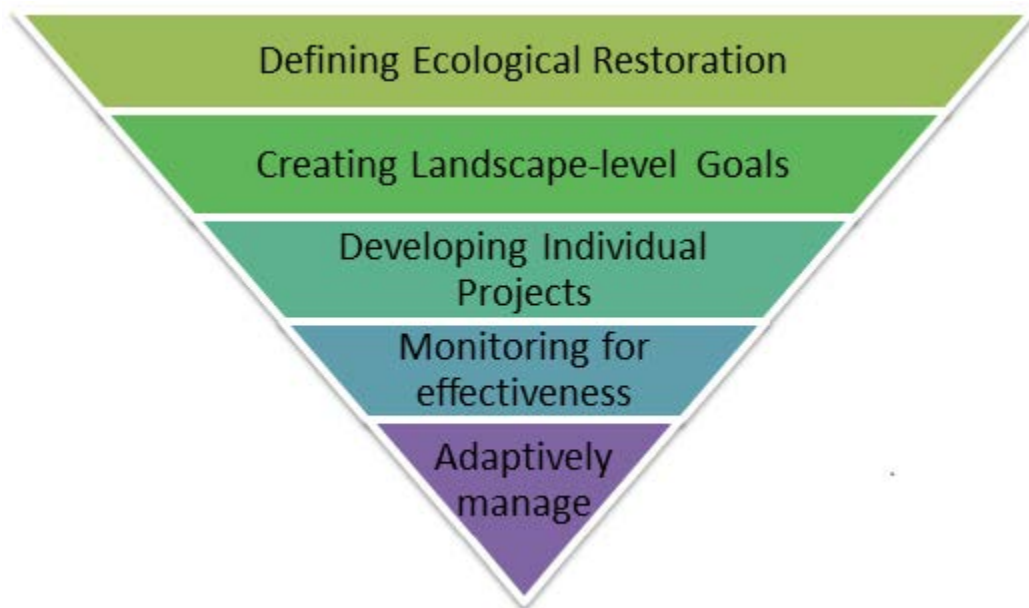 Defining Ecological Restoration
Creating Landscape-level Goals
Developing Individual
Projects
Monitoring for
effectiveness
Adaptively
manage